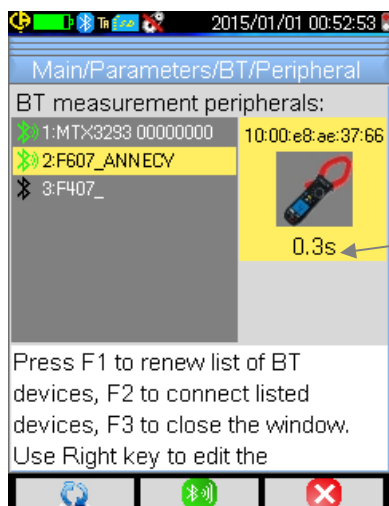 2015/01/01 00:52:53
Main/Parameters/BT/Peripheral
BT measurement peripherals:
1:MTX3293 00000000
10:00:e8:ae:37:66
2:F607_ANNECY
3:F407_
0.3s
Press F1 to renew list of BT
devices, F2 to connect listed
devices, F3 to close the window.
Use Right key to edit the